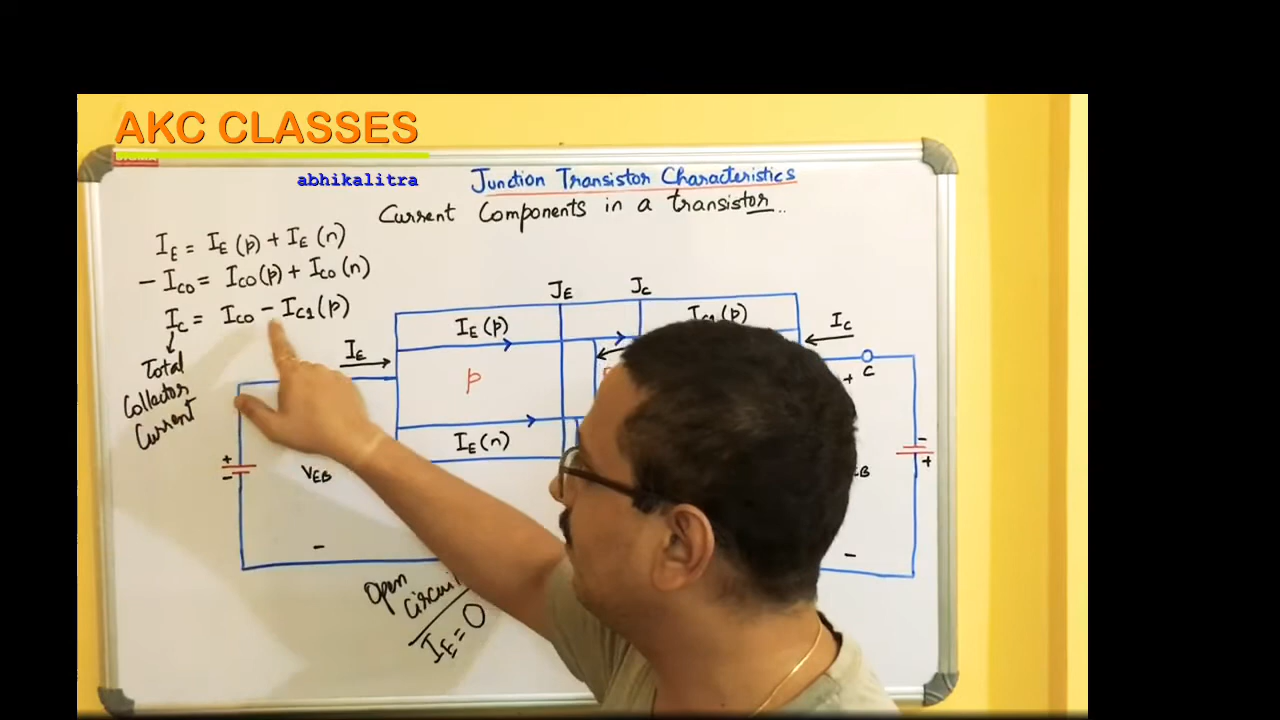 AKC CLASSES
abhikalitra
Junction Transistor Characteristics
Current Components in a transistor..
I_E = I_E (p) + I_E (n)
- I_CO = I_CO(p) + I_CO (n)
I_C = I_CO - I_C1 (p)
Total
Collector
Current
J_E
J_C
I_E (p)
I_C1(p)
I_C
I_E
p
C
+
I_E (n)
-
+
+
-
V_EB
-
-
Open
I_E = 0